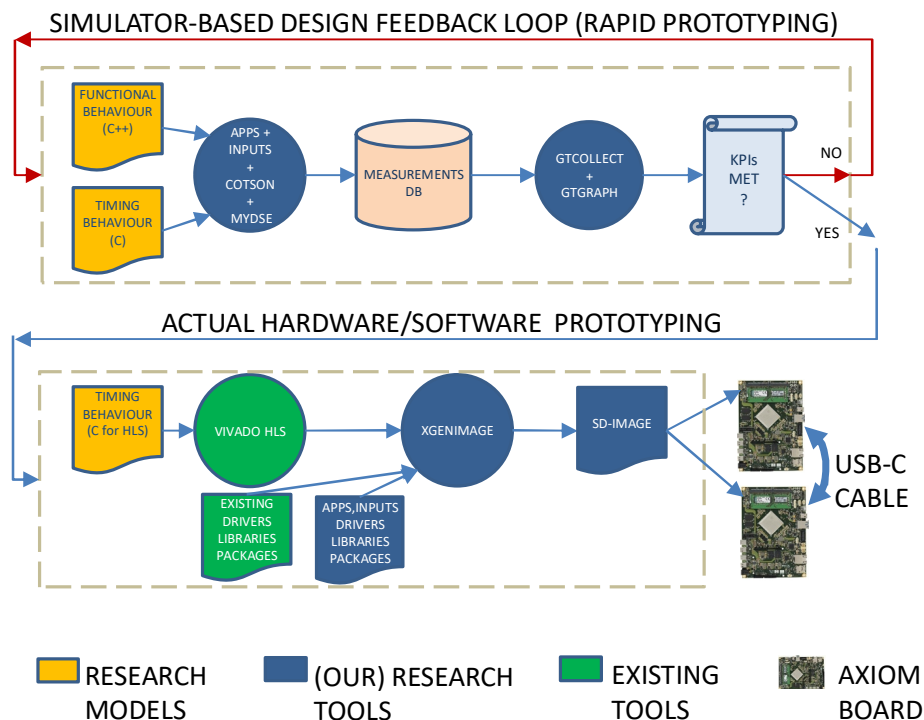 SIMULATOR-BASED DESIGN FEEDBACK LOOP (RAPID PROTOTYPING)
FUNCTIONAL
BEHAVIOUR
(C++)
TIMING
BEHAVIOUR
(C)
APPS +
INPUTS
+
COTSON
+
MYDSE
MEASUREMENTS
DB
GTCOLLECT
+
GTGRAPH
KPIs
MET
?
NO
YES
ACTUAL HARDWARE/SOFTWARE PROTOTYPING
TIMING
BEHAVIOUR
(C for HLS)
VIVADO HLS
EXISTING
DRIVERS
LIBRARIES
PACKAGES
APPS,INPUTS
DRIVERS
LIBRARIES
PACKAGES
XGENIMAGE
SD-IMAGE
USB-C
CABLE
RESEARCH
MODELS
(OUR) RESEARCH
TOOLS
EXISTING
TOOLS
AXIOM
BOARD